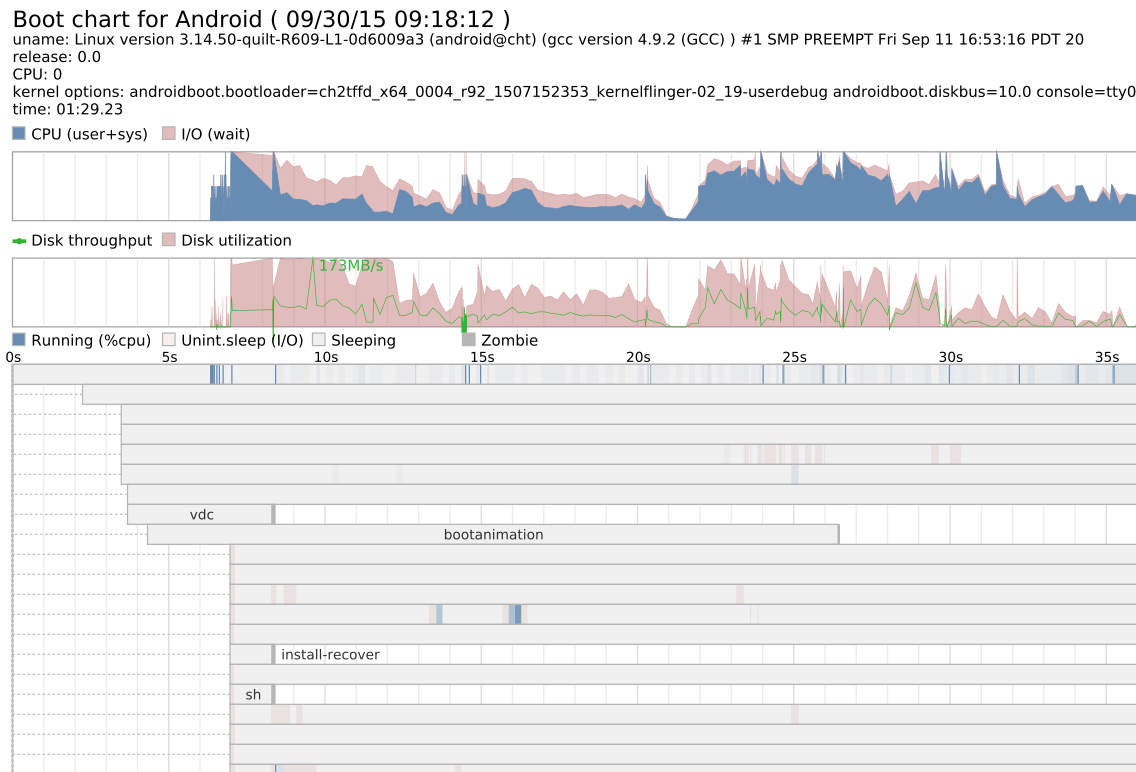 Boot chart for Android ( 09/30/15 09:18:12 )
uname: Linux version 3.14.50-quilt-R609-L1-0d6009a3 (android@cht) (gcc version 4.9.2 (GCC) ) #1 SMP PREEMPT Fri Sep 11 16:53:16 PDT 20
release: 0.0
CPU: 0
kernel options: androidboot.bootloader=ch2tffd_x64_0004_r92_1507152353_kernelflinger-02_19-userdebug androidboot.diskbus=10.0 console=tty0
time: 01:29.23
CPU (user+sys) I/O (wait)
Disk throughput Disk utilization
173MB/s
Running (%cpu) Unint.sleep (I/O) Sleeping Zombie
0s 5s 10s 15s 20s 25s 30s 35s
vdc
bootanimation
install-recover
sh